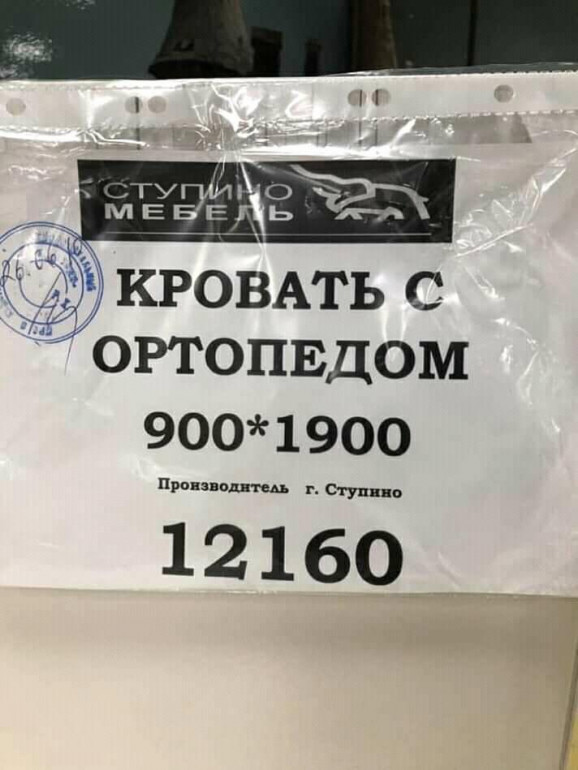 СТУПИНО
МЕБЕЛЬ
КРОВАТЬ С
ОРТОПЕДОМ
900*1900
Производитель г. Ступино
12160